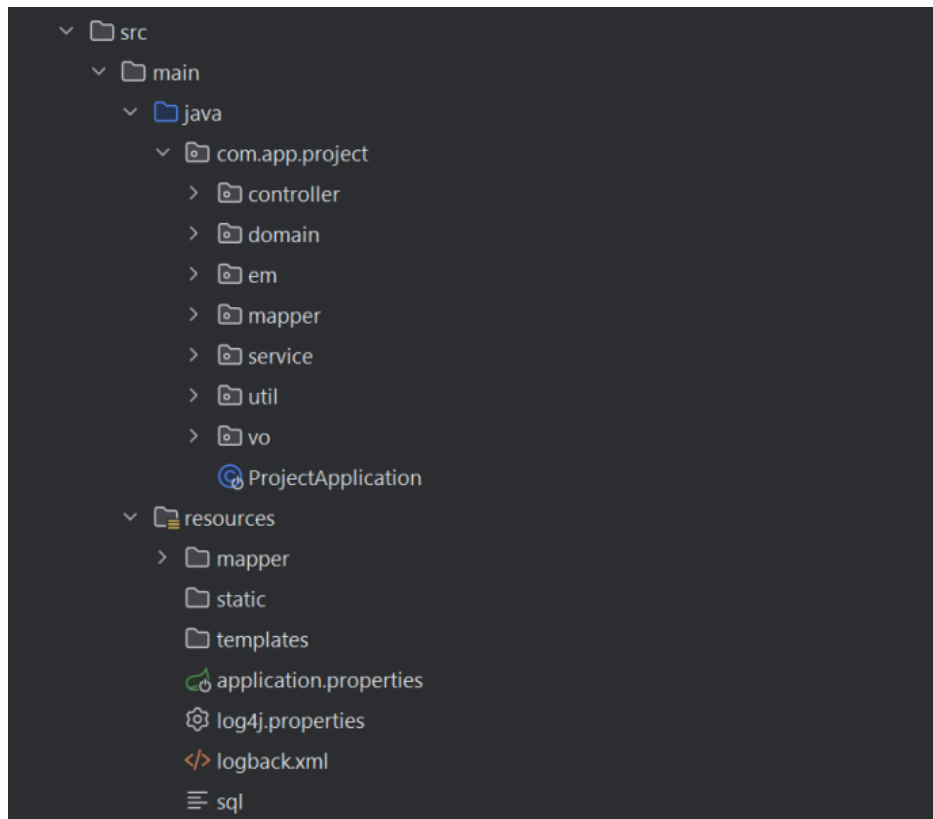 src
main
java
com.app.project
controller
domain
em
mapper
service
util
vo
ProjectApplication
resources
mapper
static
templates
application.properties
log4j.properties
logback.xml
sql